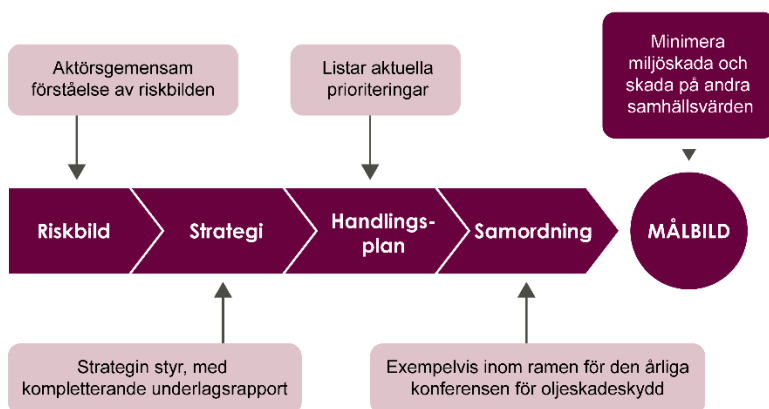 Aktörsgemensam
förståelse av riskbilden
Listar aktuella
prioriteringar
Minimera
miljöskada och
skada på andra
samhällsvärden
Riskbild
Strategi
Handlings-
plan
Samordning
MÅLBILD
Strategin styr, med
kompletterande underlagsrapport
Exempelvis inom ramen för den årliga
konferensen för oljeskadeskydd